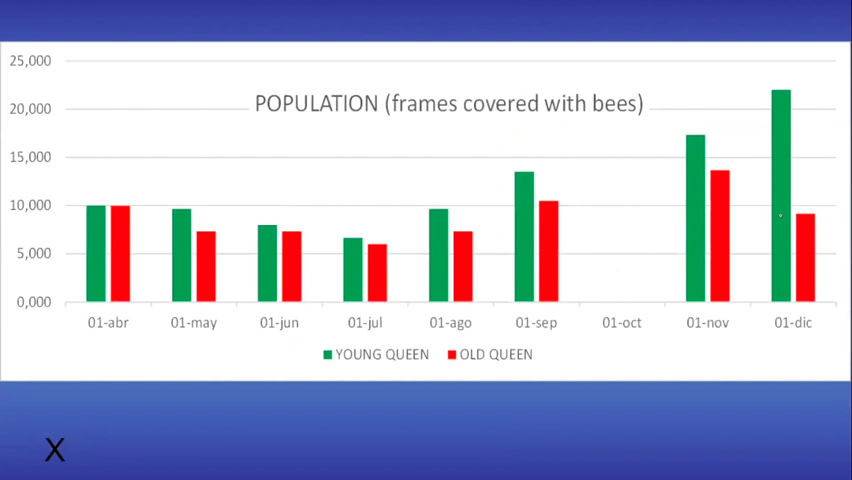 POPULATION (frames covered with bees)
25,000
20,000
15,000
10,000
5,000
0,000
01-abr 01-may 01-jun 01-jul 01-ago 01-sep 01-oct 01-nov 01-dic
YOUNG QUEEN OLD QUEEN
X